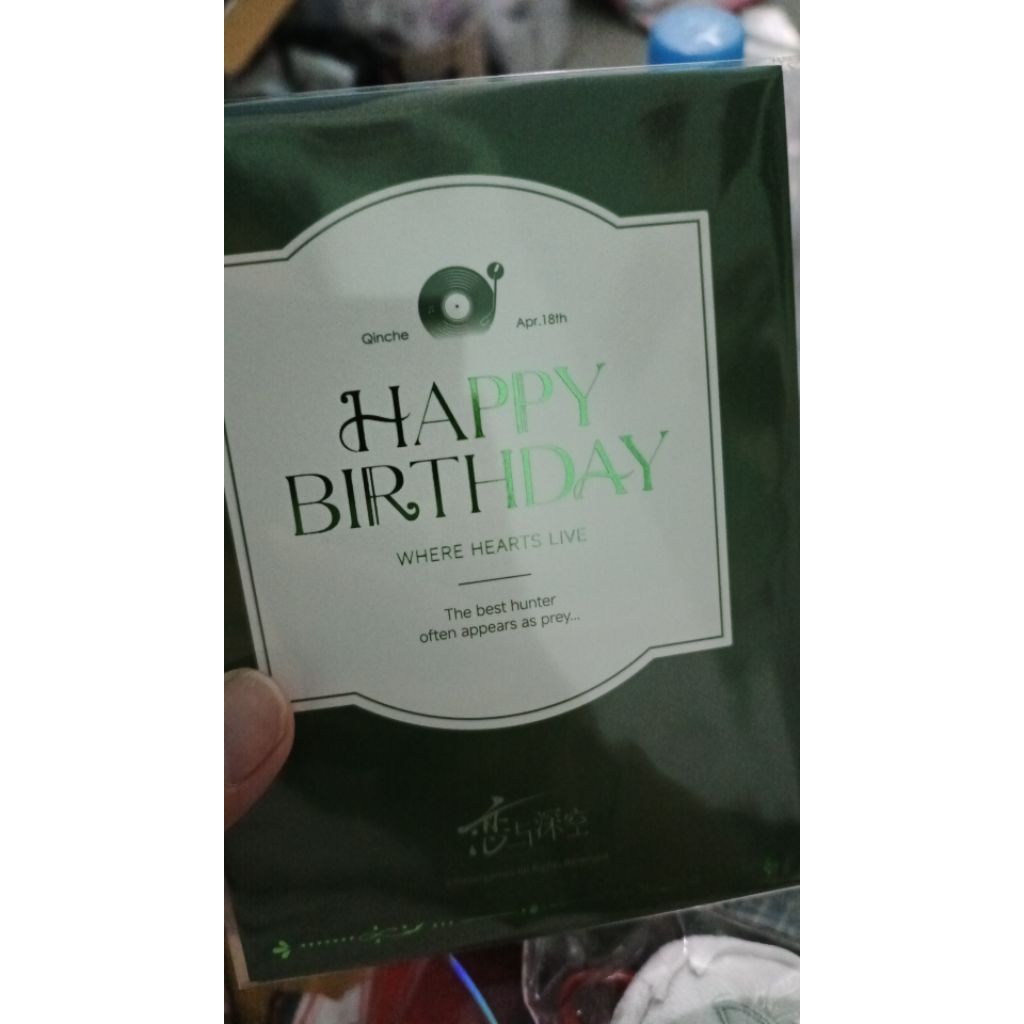 Qinche
Apr.18th
HAPPY
BIRTHDAY
WHERE HEARTS LIVE
The best hunter
often appears as prey...
恋与深空